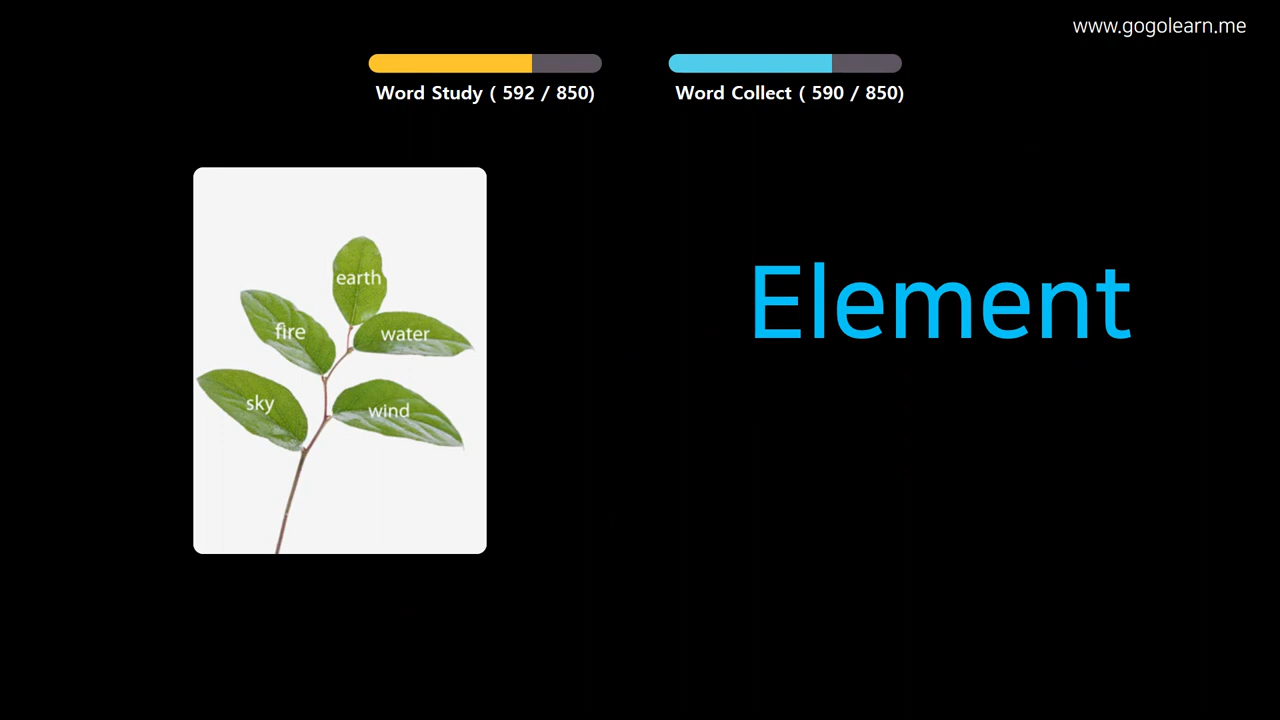 www.gogolearn.me
Word Study ( 592 / 850)
Word Collect ( 590 / 850)
Element
earth
fire
water
sky
wind